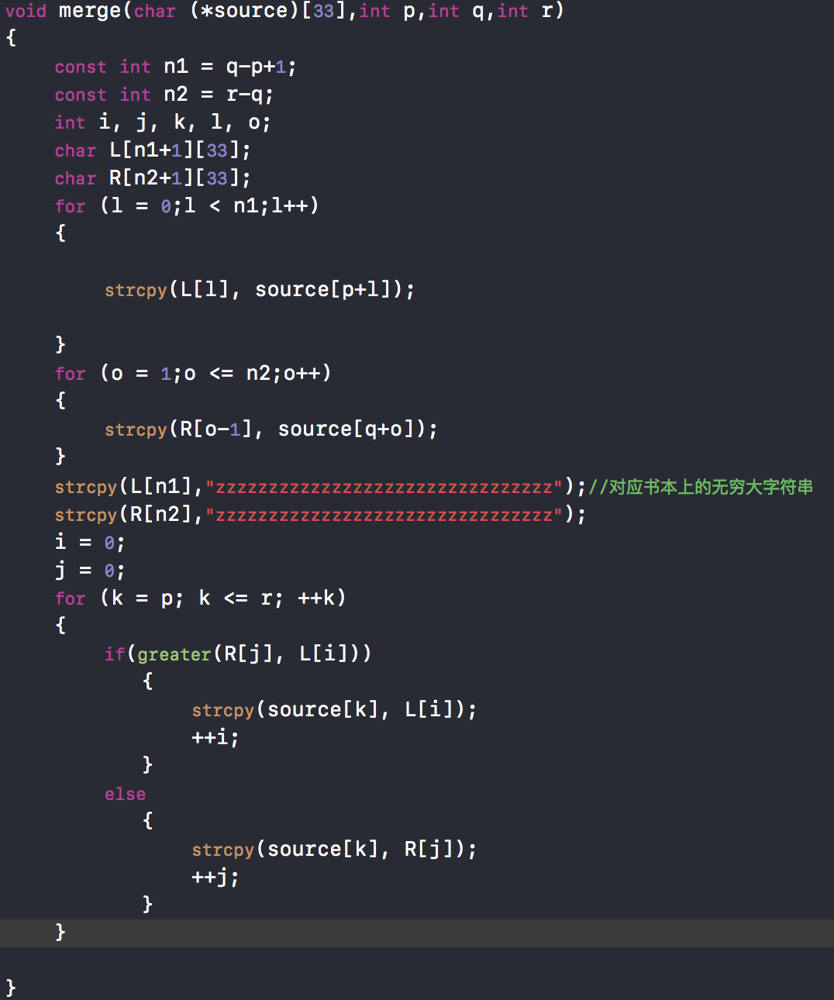 void merge(char (*source)[33],int p,int q,int r)
{
const int n1 = q-p+1;
const int n2 = r-q;
int i, j, k, l, o;
char L[n1+1][33];
char R[n2+1][33];
for (l = 0;l < n1;l++)
{
strcpy(L[l], source[p+l]);
}
for (o = 1;o <= n2;o++)
{
strcpy(R[o-1], source[q+o]);
}
strcpy(L[n1],"zzzzzzzzzzzzzzzzzzzzzzzzzzzzzzzz");//对应书本上的无穷大字符串
strcpy(R[n2],"zzzzzzzzzzzzzzzzzzzzzzzzzzzzzzzz");
i = 0;
j = 0;
for (k = p; k <= r; ++k)
{
if(greater(R[j], L[i]))
{
strcpy(source[k], L[i]);
++i;
}
else
{
strcpy(source[k], R[j]);
++j;
}
}
}